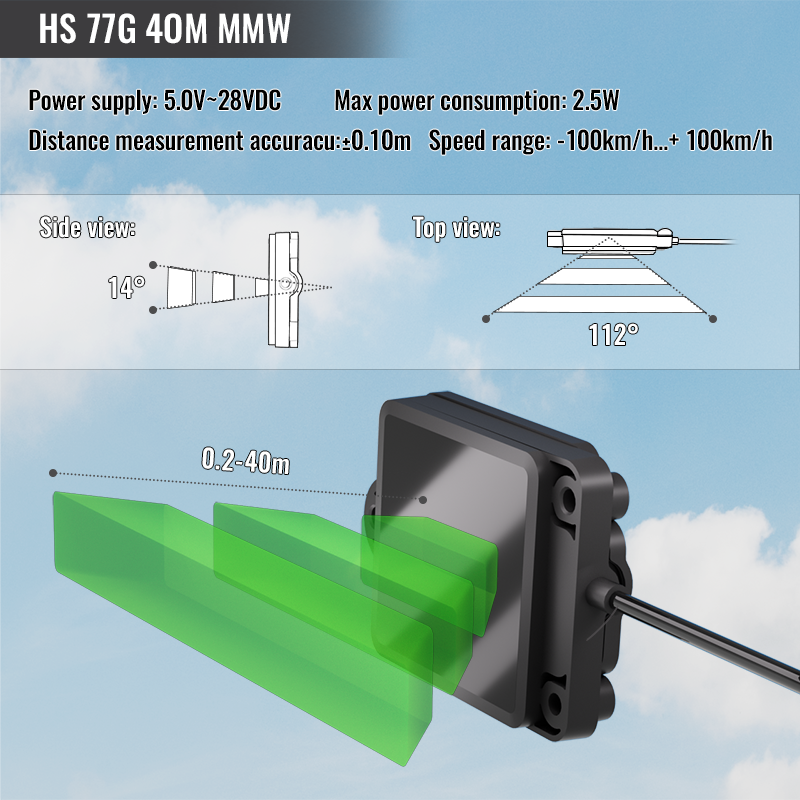 HS 77G 40M MMW
Power supply: 5.0V~28VDC Max power consumption: 2.5W
Distance measurement accuracu:±0.10m Speed range: -100km/h...+ 100km/h
Side view: Top view:
14°
112°
0.2-40m